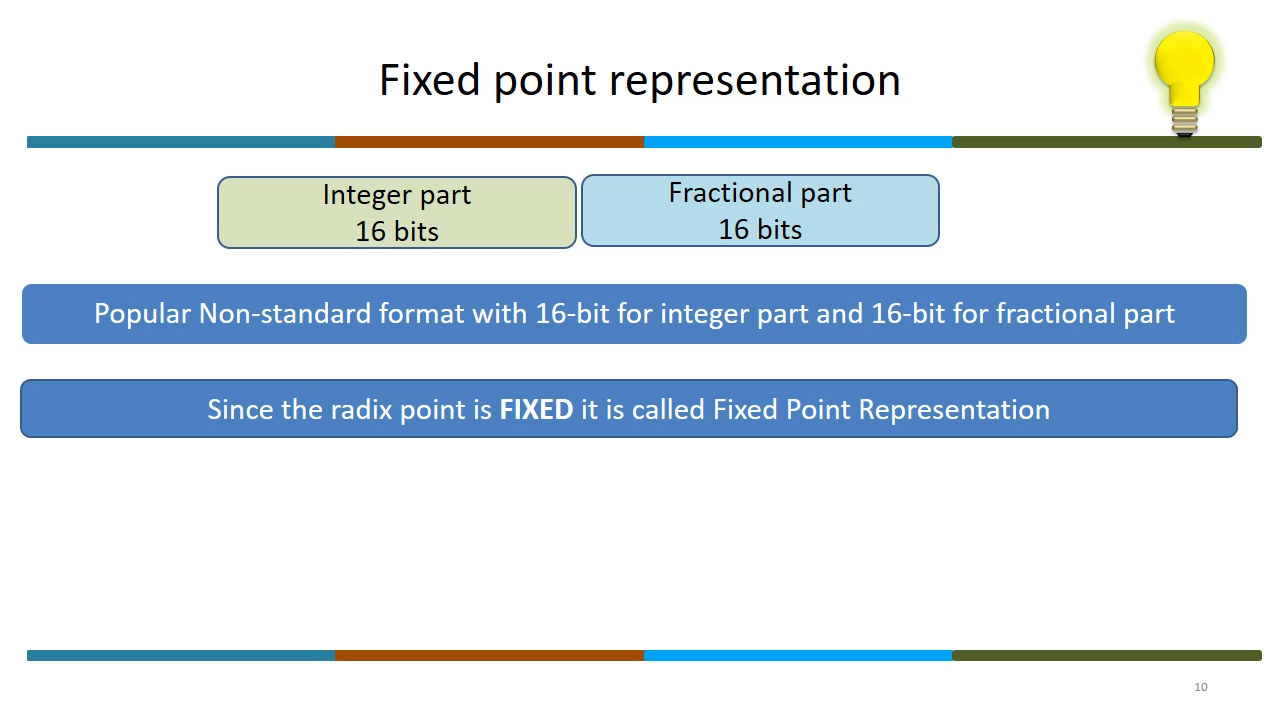 Fixed point representation
Integer part
16 bits
Fractional part
16 bits
Popular Non-standard format with 16-bit for integer part and 16-bit for fractional part
Since the radix point is FIXED it is called Fixed Point Representation
10